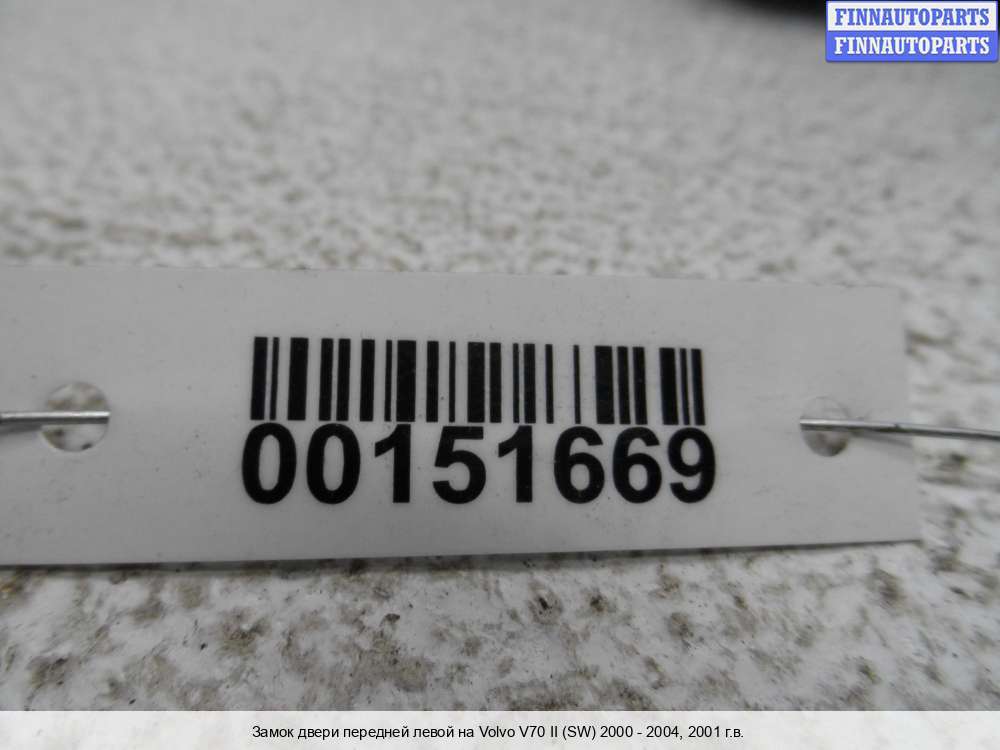 FINNAUTOPARTS
FINNAUTOPARTS
00151669
Замок двери передней левой на Volvo V70 II (SW) 2000 - 2004, 2001 г.в.